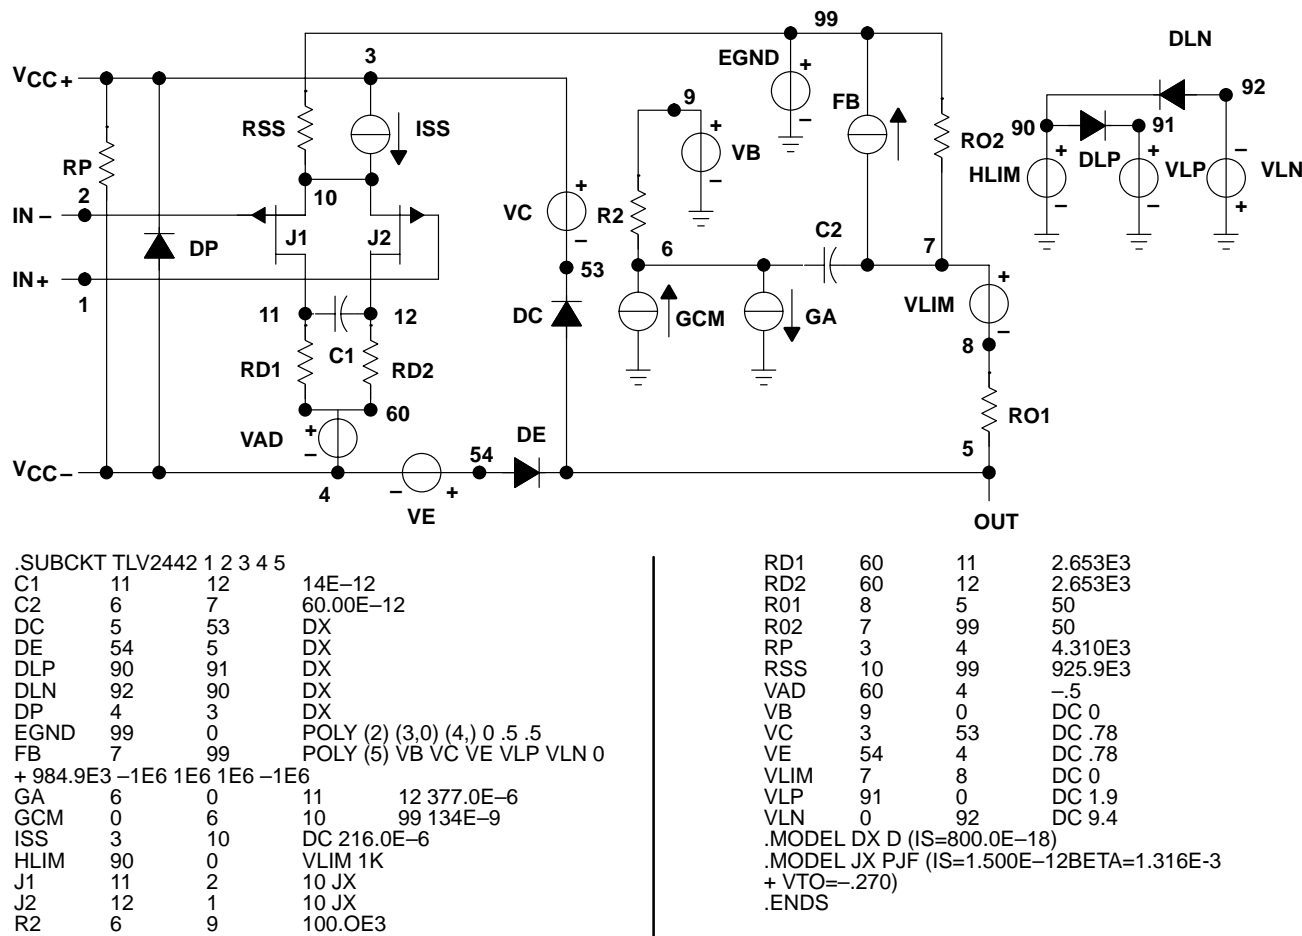 99
DLN
3
VCC+
EGND
+
–
92
9
FB
RSS
ISS
+
–
VB
RO2
90
91
DLP
+
–
HLIM
+
–
VLP
–
+
VLN
RP
2
10
IN –
J1
J2
VC
+
–
R2
C2
DP
6
7
IN+
1
53
+
–
VLIM
11
12
DC
GCM
GA
C1
8
RD1
RD2
RO1
60
VAD
+
–
DE
54
5
VCC–
4
–
+
VE
OUT
.SUBCKT TLV2442 1 2 3 4 5
C1 11 12 14E–12
C2 6 7 60.00E–12
DC 5 53 DX
DE 54 5 DX
DLP 90 91 DX
DLN 92 90 DX
DP 4 3 DX
EGND 99 0 POLY (2) (3,0) (4,) 0 .5 .5
FB 7 99 POLY (5) VB VC VE VLP VLN 0
+ 984.9E3 –1E6 1E6 1E6 –1E6
GA 6 0 11 12 377.0E–6
GCM 0 6 10 99 134E–9
ISS 3 10 DC 216.0E–6
HLIM 90 0 VLIM 1K
J1 11 2 10 JX
J2 12 1 10 JX
R2 6 9 100.OE3
RD1 60 11 2.653E3
RD2 60 12 2.653E3
R01 8 5 50
R02 7 99 50
RP 3 4 4.310E3
RSS 10 99 925.9E3
VAD 60 4 –.5
VB 9 0 DC 0
VC 3 53 DC .78
VE 54 4 DC .78
VLIM 7 8 DC 0
VLP 91 0 DC 1.9
VLN 0 92 DC 9.4
.MODEL DX D (IS=800.0E–18)
.MODEL JX PJF (IS=1.500E–12BETA=1.316E-3
+ VTO=–.270)
.ENDS